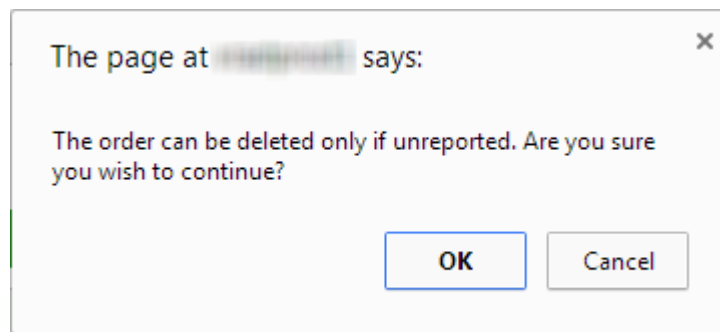 The page at says:
The order can be deleted only if unreported. Are you sure
you wish to continue?
OK Cancel